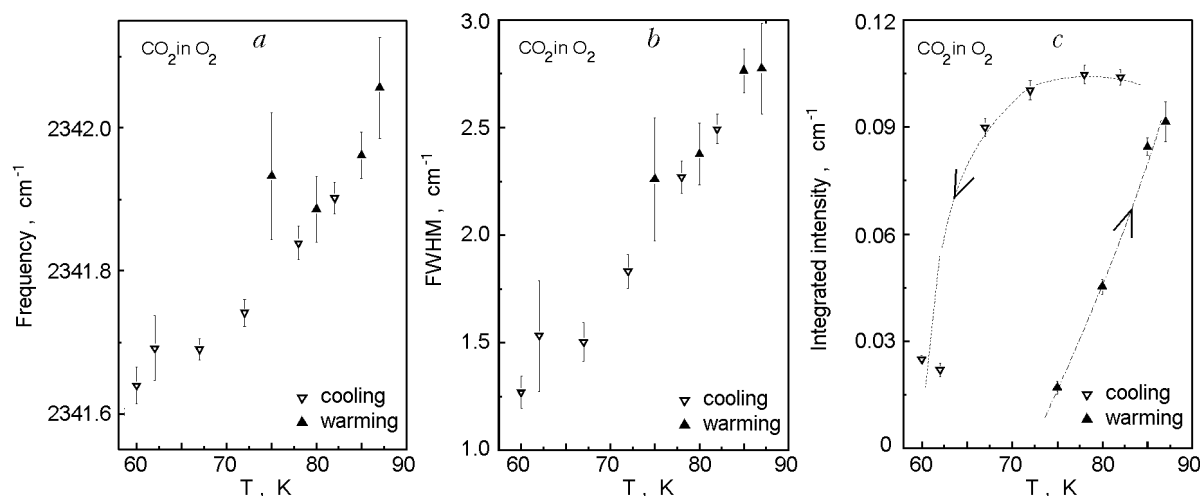 a
CO2 in O2
2342.0
2341.8
2341.6
Frequency , cm-1
60 70 80 90
T , K
cooling
warming
b
CO2 in O2
3.0
2.5
2.0
1.5
1.0
FWHM , cm-1
60 70 80 90
T , K
cooling
warming
c
CO2 in O2
0.12
0.09
0.06
0.03
0
Integrated intensity , cm-1
60 70 80 90
T , K
cooling
warming